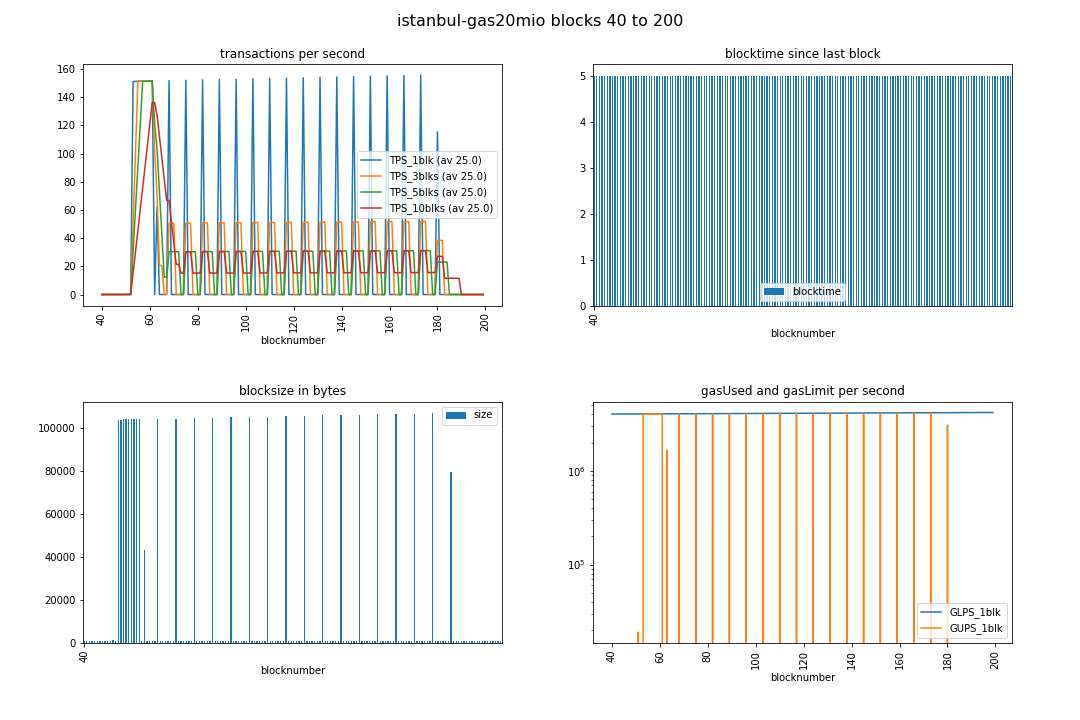 istanbul-gas20mio blocks 40 to 200
transactions per second
160
140
120
100
80
60
40
20
0
TPS_1blk (av 25.0)
TPS_3blks (av 25.0)
TPS_5blks (av 25.0)
TPS_10blks (av 25.0)
40
60
80
100
120
140
160
180
200
blocknumber
blocktime since last block
5
4
3
2
1
0
blocktime
40
blocknumber
blocksize in bytes
size
100000
80000
60000
40000
20000
0
40
blocknumber
gasUsed and gasLimit per second
10⁶
10⁵
GLPS_1blk
GUPS_1blk
40
60
80
100
120
140
160
180
200
blocknumber